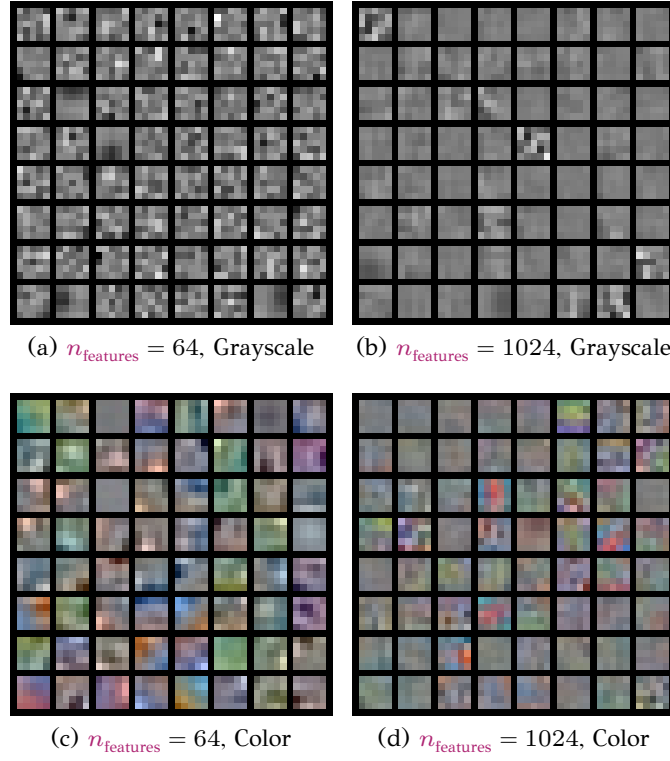 (a) n_features = 64, Grayscale
(b) n_features = 1024, Grayscale
(c) n_features = 64, Color
(d) n_features = 1024, Color